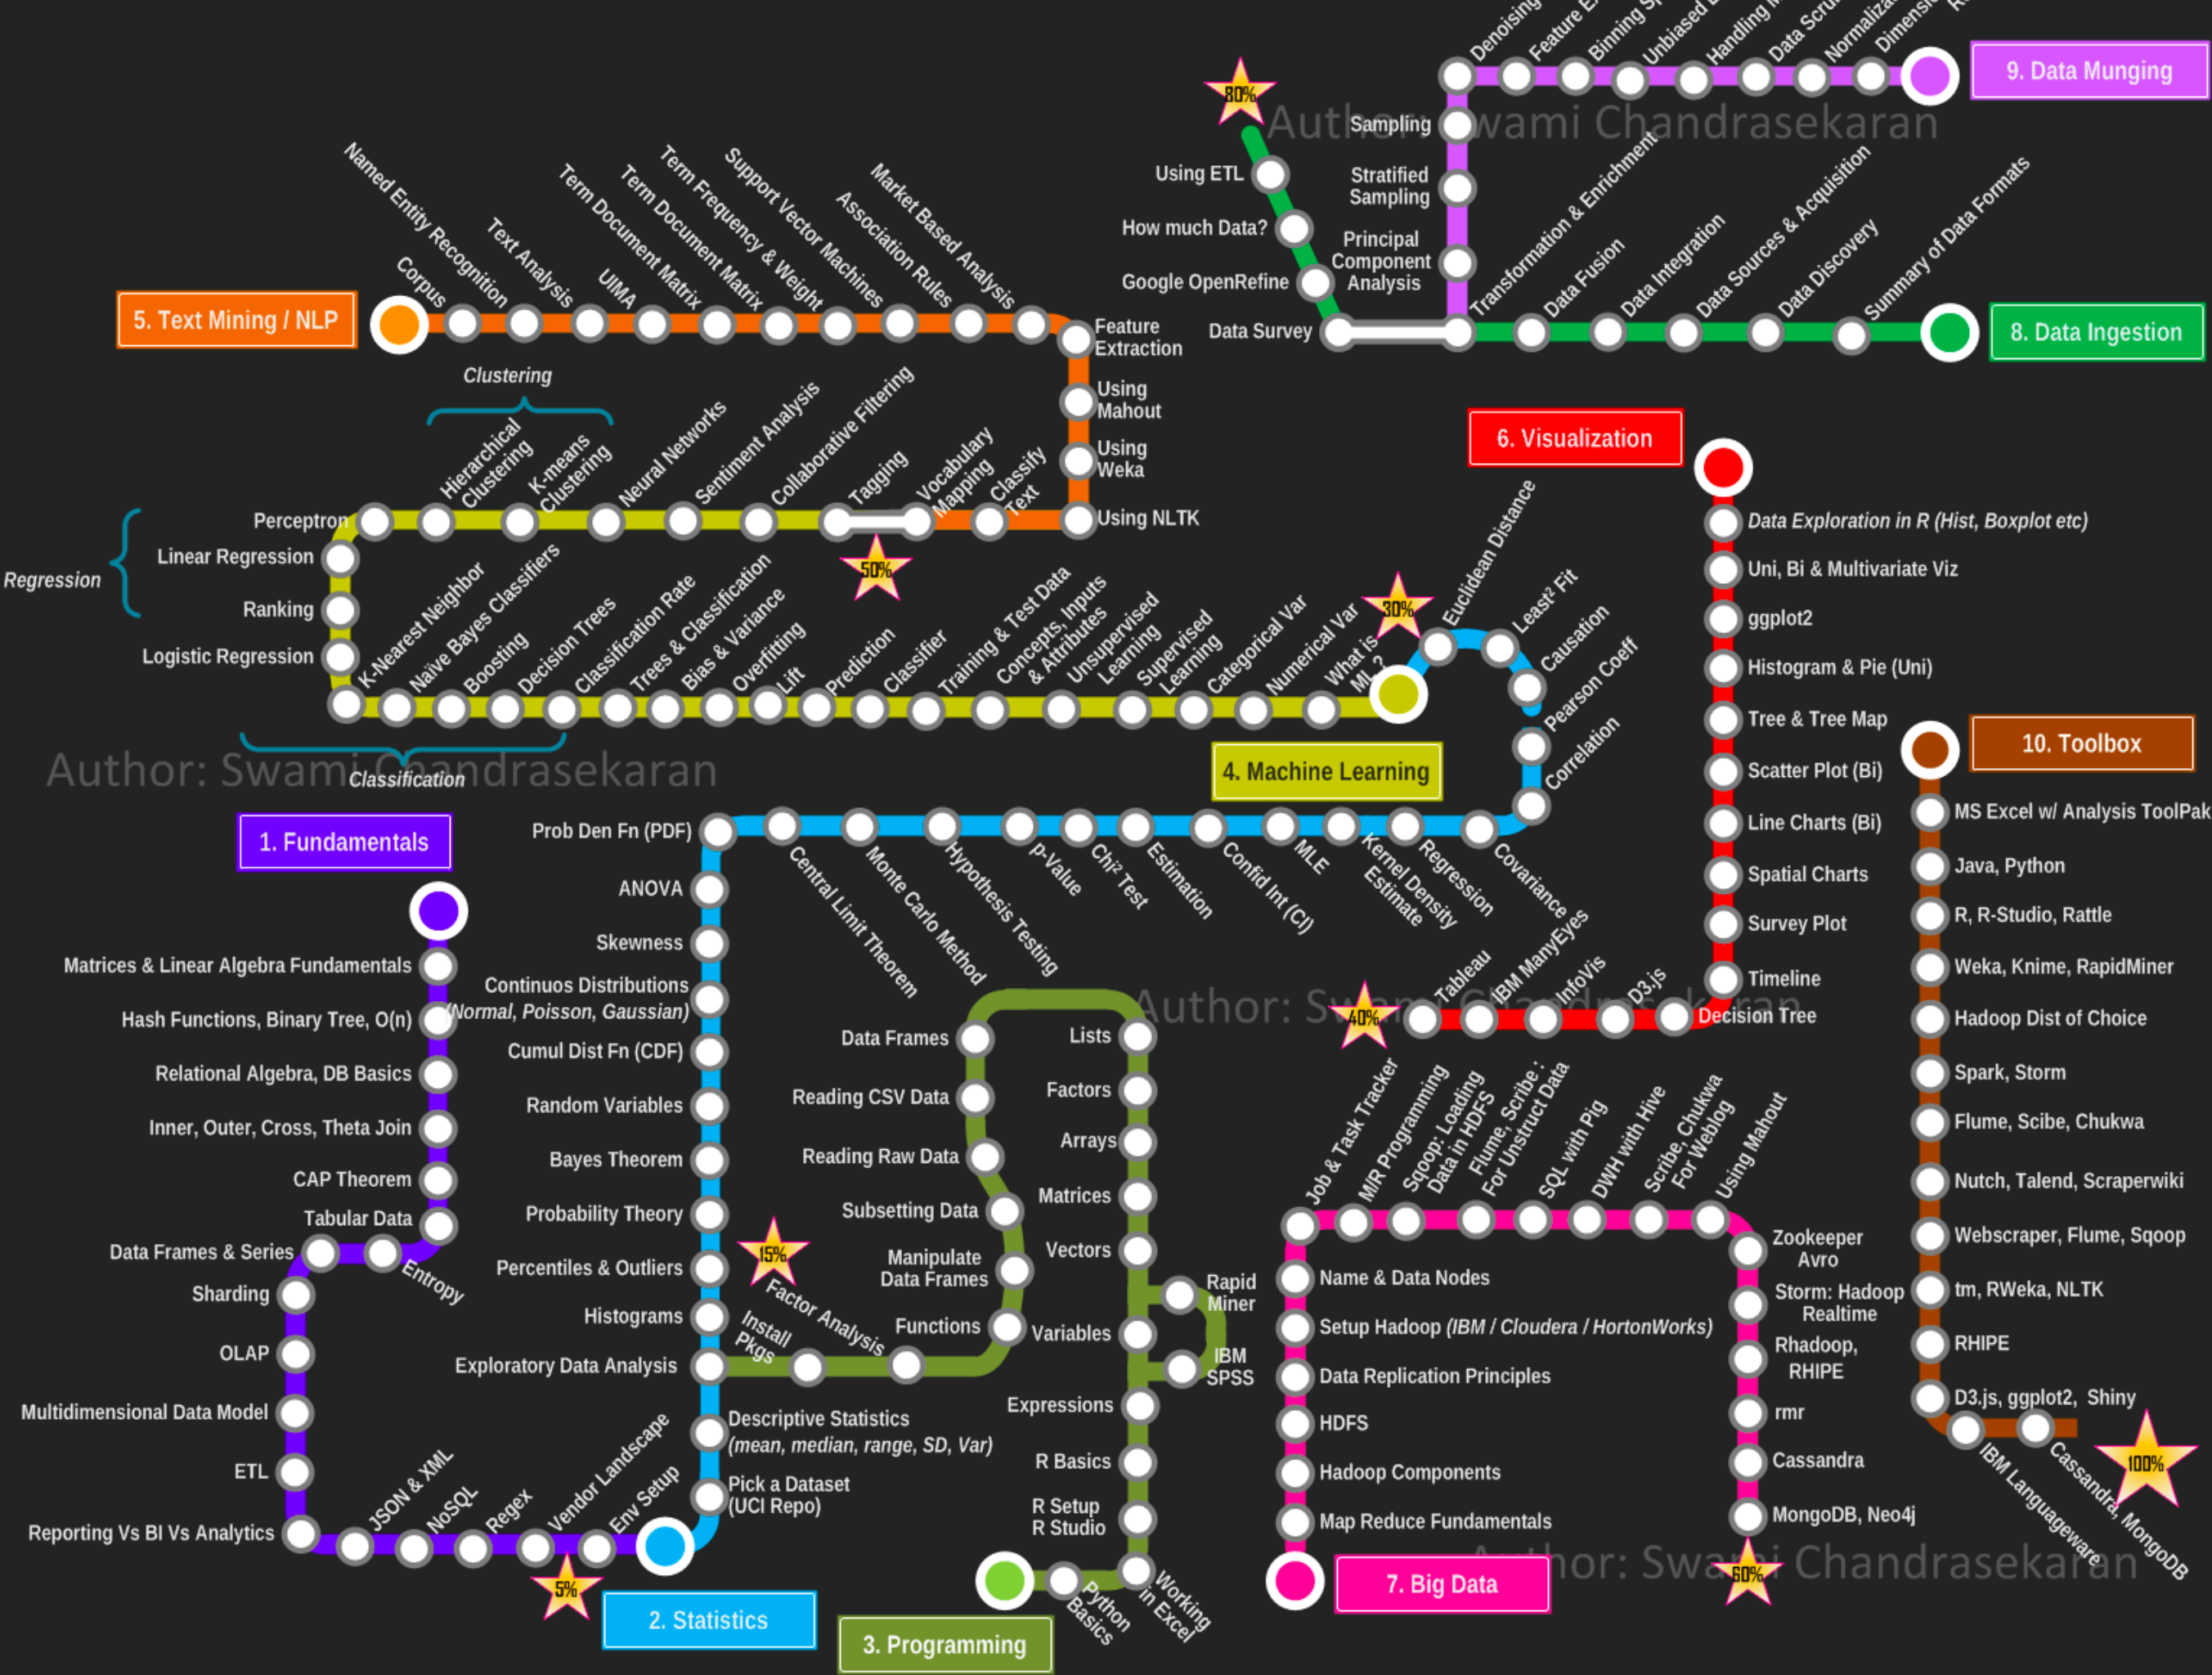 9. Data Munging
Denoising
Sampling
Stratified
Sampling
Principal
Component
Analysis
Author: Swami Chandrasekaran
80%
Using ETL
How much Data?
Google OpenRefine
Data Survey
Transformation & Enrichment
Data Fusion
Data Integration
Data Sources & Acquisition
Data Discovery
Summary of Data Formats
8. Data Ingestion
5. Text Mining / NLP
Corpus
Named Entity Recognition
Text Analysis
UIMA
Term Document Matrix
Term Document Matrix
Term Frequency & Weight
Support Vector Machines
Association Rules
Market Based Analysis
Feature
Extraction
Using
Mahout
Using
Weka
Using NLTK
Classify
Text
Vocabulary
Mapping
50%
Tagging
Collaborative Filtering
Sentiment Analysis
Neural Networks
K-means
Clustering
Hierarchical
Clustering
Clustering
Perceptron
Linear Regression
Regression
Ranking
Logistic Regression
K-Nearest Neighbor
Naïve Bayes Classifiers
Boosting
Decision Trees
Classification Rate
Trees & Classification
Bias & Variance
Overfitting
Lift
Prediction
Classifier
Training & Test Data
Concepts, Inputs
& Attributes
Unsupervised
Learning
Supervised
Learning
Categorical Var
Numerical Var
What is
ML?
30%
4. Machine Learning
Classification
Author: Swami Chandrasekaran
Euclidean Distance
Least² Fit
Causation
Pearson Coeff
Correlation
Covariance
Regression
Kernel Density
Estimate
MLE
Confid Int (CI)
Estimation
Chi² Test
p-Value
Hypothesis Testing
Monte Carlo Method
Central Limit Theorem
Prob Den Fn (PDF)
ANOVA
Skewness
Continuos Distributions
(Normal, Poisson, Gaussian)
Cumul Dist Fn (CDF)
Random Variables
Bayes Theorem
Probability Theory
Percentiles & Outliers
Histograms
Exploratory Data Analysis
Descriptive Statistics
(mean, median, range, SD, Var)
Pick a Dataset
(UCI Repo)
2. Statistics
1. Fundamentals
Matrices & Linear Algebra Fundamentals
Hash Functions, Binary Tree, O(n)
Relational Algebra, DB Basics
Inner, Outer, Cross, Theta Join
CAP Theorem
Tabular Data
Entropy
Data Frames & Series
Sharding
OLAP
Multidimensional Data Model
ETL
Reporting Vs BI Vs Analytics
JSON & XML
NoSQL
Regex
Vendor Landscape
Env Setup
5%
15%
Install
Pkgs
Factor Analysis
Functions
Manipulate
Data Frames
Subsetting Data
Reading Raw Data
Reading CSV Data
Data Frames
Lists
Factors
Arrays
Matrices
Vectors
Rapid
Miner
Variables
IBM
SPSS
Expressions
R Basics
R Setup
R Studio
Working
in Excel
Python
Basics
3. Programming
6. Visualization
Data Exploration in R (Hist, Boxplot etc)
Uni, Bi & Multivariate Viz
ggplot2
Histogram & Pie (Uni)
Tree & Tree Map
Scatter Plot (Bi)
Line Charts (Bi)
Spatial Charts
Survey Plot
Timeline
Decision Tree
D3.js
InfoVis
IBM ManyEyes
Tableau
40%
Author: Swami Chandrasekaran
Job & Task Tracker
M/R Programming
Sqoop: Loading
Data in HDFS
Flume, Scribe :
For Unstruct Data
SQL with Pig
DWH with Hive
Scribe, Chukwa
For Weblog
Using Mahout
Zookeeper
Avro
Storm: Hadoop
Realtime
Rhadoop,
RHIPE
rmr
Cassandra
MongoDB, Neo4j
60%
Name & Data Nodes
Setup Hadoop (IBM / Cloudera / HortonWorks)
Data Replication Principles
HDFS
Hadoop Components
Map Reduce Fundamentals
7. Big Data
Author: Swami Chandrasekaran
10. Toolbox
MS Excel w/ Analysis ToolPak
Java, Python
R, R-Studio, Rattle
Weka, Knime, RapidMiner
Hadoop Dist of Choice
Spark, Storm
Flume, Scibe, Chukwa
Nutch, Talend, Scraperwiki
Webscraper, Flume, Sqoop
tm, RWeka, NLTK
RHIPE
D3.js, ggplot2, Shiny
IBM Languageware
Cassandra, MongoDB
100%